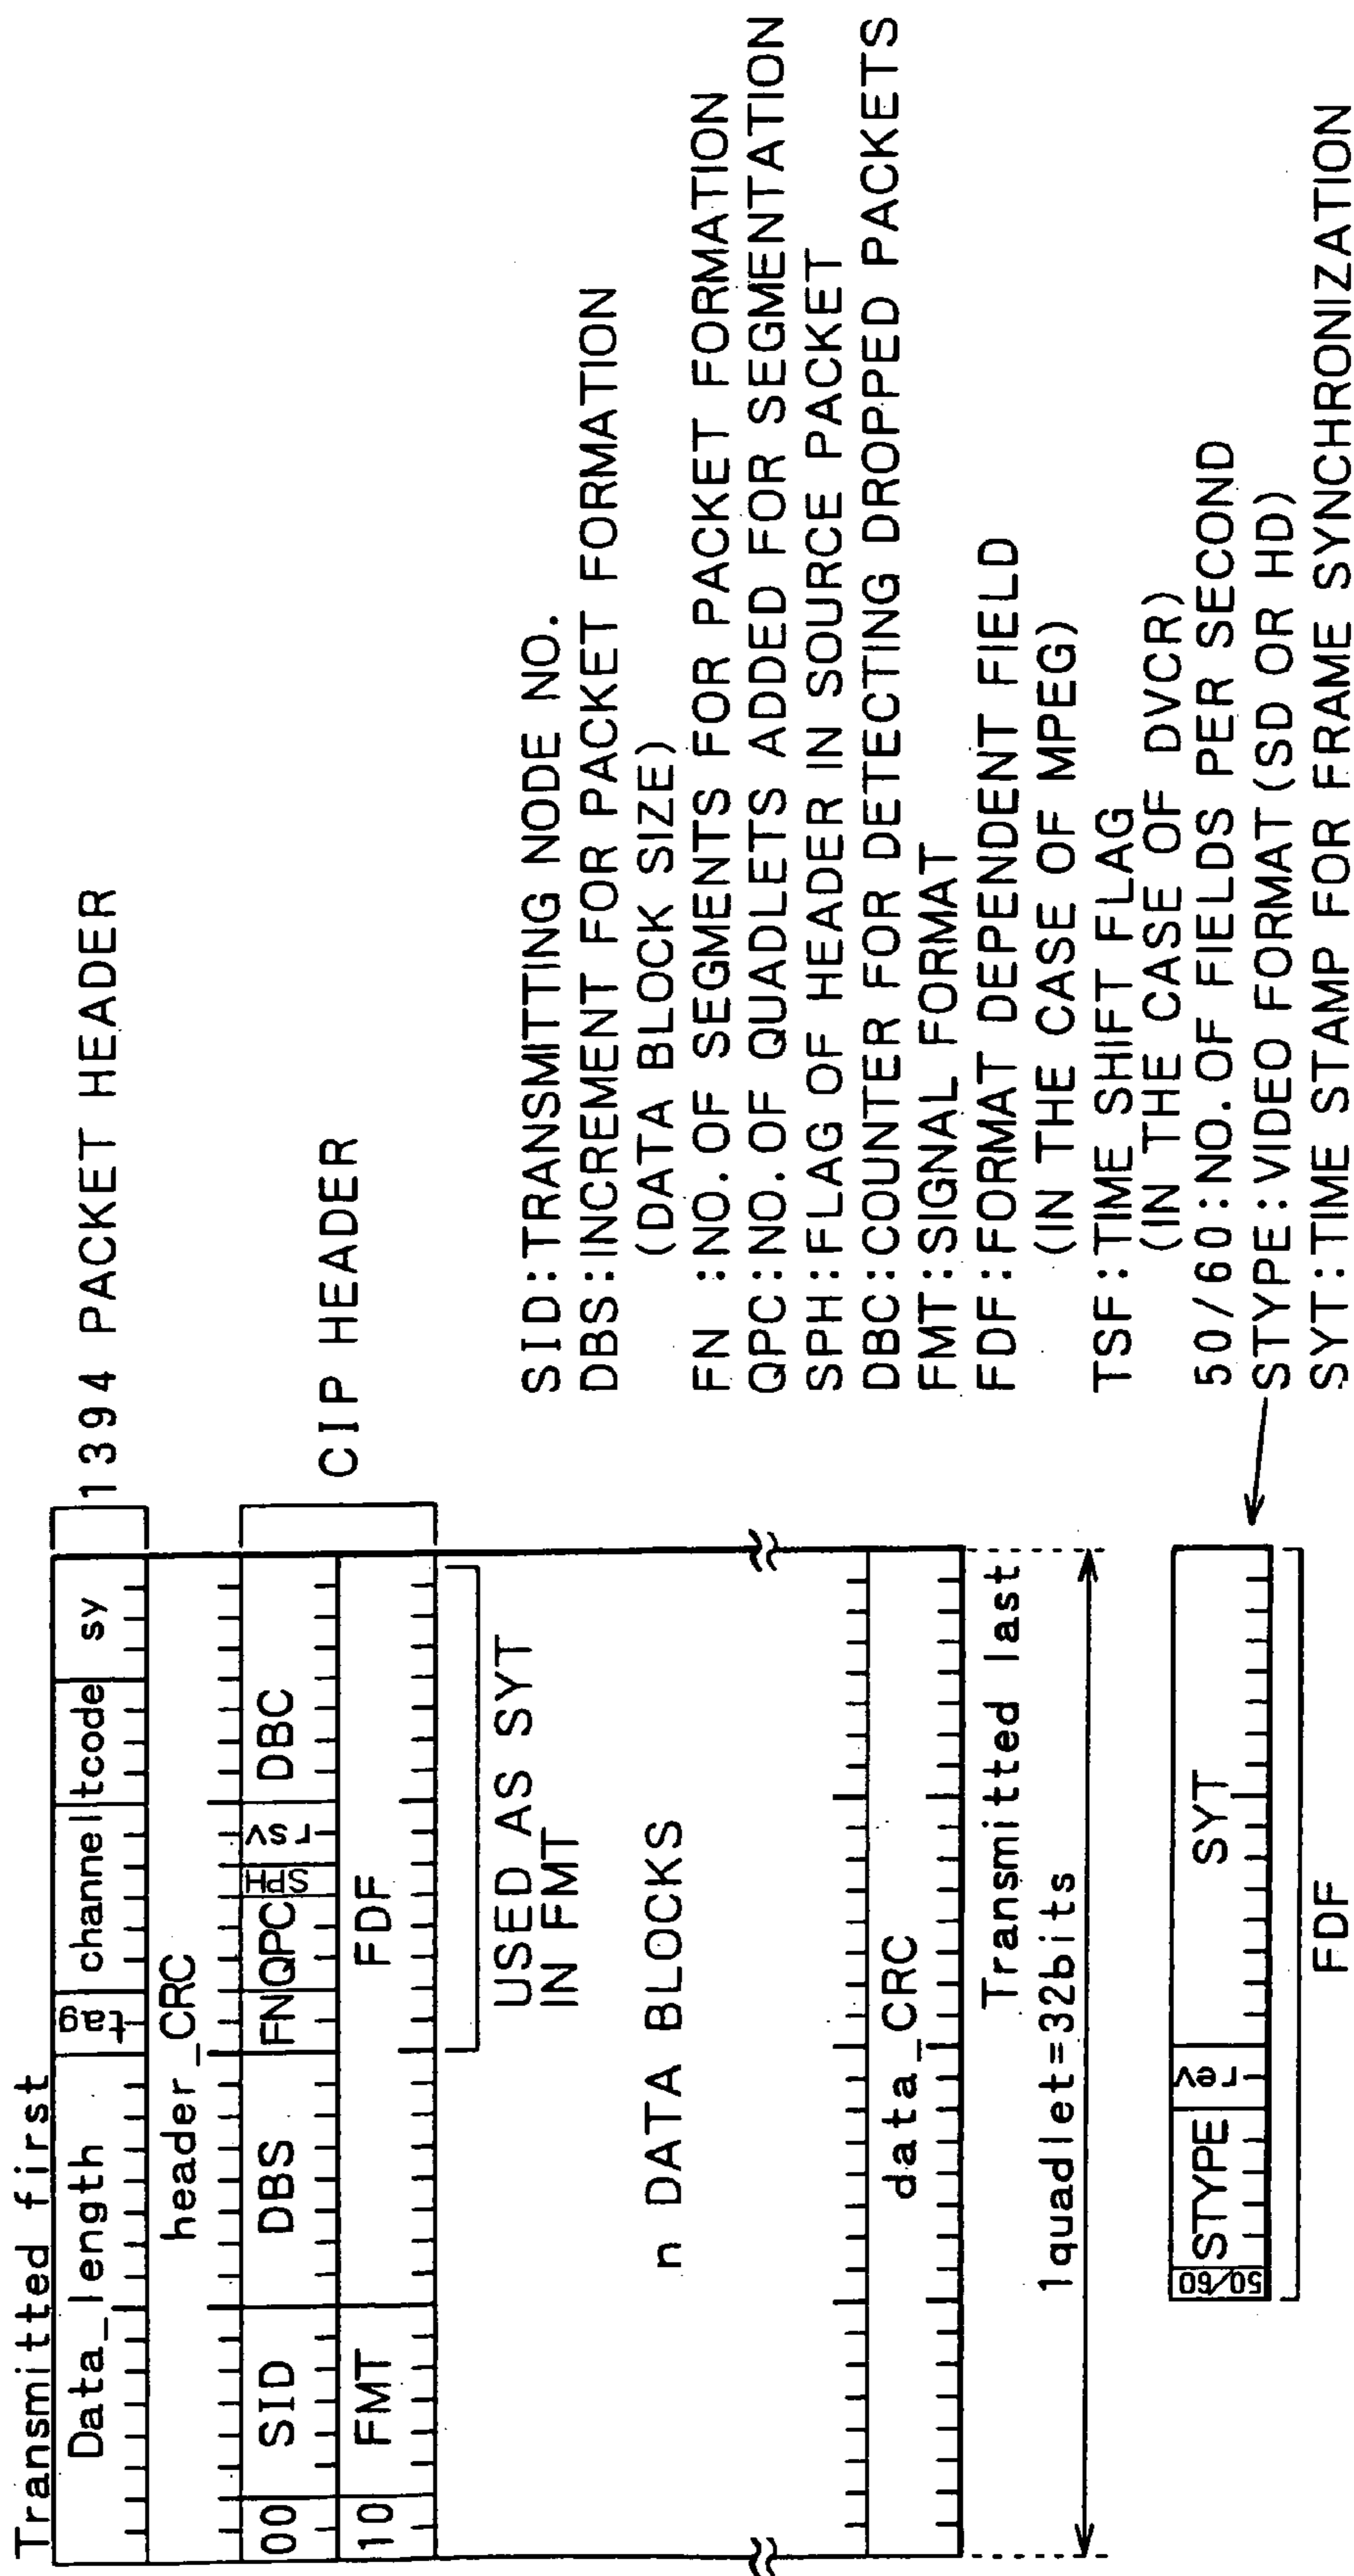 Transmitted first
Data_length tag channel tcode sy
1394 PACKET HEADER
header_CRC
00 SID DBS FN QPC SPH rsv DBC
CIP HEADER
10 FMT FDF
USED AS SYT
IN FMT
n DATA BLOCKS
data_CRC
Transmitted last
1quadlet=32bits
50/60 STYPE rev SYT
FDF
SID:TRANSMITTING NODE NO.
DBS:INCREMENT FOR PACKET FORMATION
(DATA BLOCK SIZE)
FN :NO.OF SEGMENTS FOR PACKET FORMATION
QPC:NO.OF QUADLETS ADDED FOR SEGMENTATION
SPH:FLAG OF HEADER IN SOURCE PACKET
DBC:COUNTER FOR DETECTING DROPPED PACKETS
FMT:SIGNAL FORMAT
FDF:FORMAT DEPENDENT FIELD
(IN THE CASE OF MPEG)
TSF:TIME SHIFT FLAG
(IN THE CASE OF DVCR)
50/60:NO.OF FIELDS PER SECOND
STYPE:VIDEO FORMAT(SD OR HD)
SYT:TIME STAMP FOR FRAME SYNCHRONIZATION